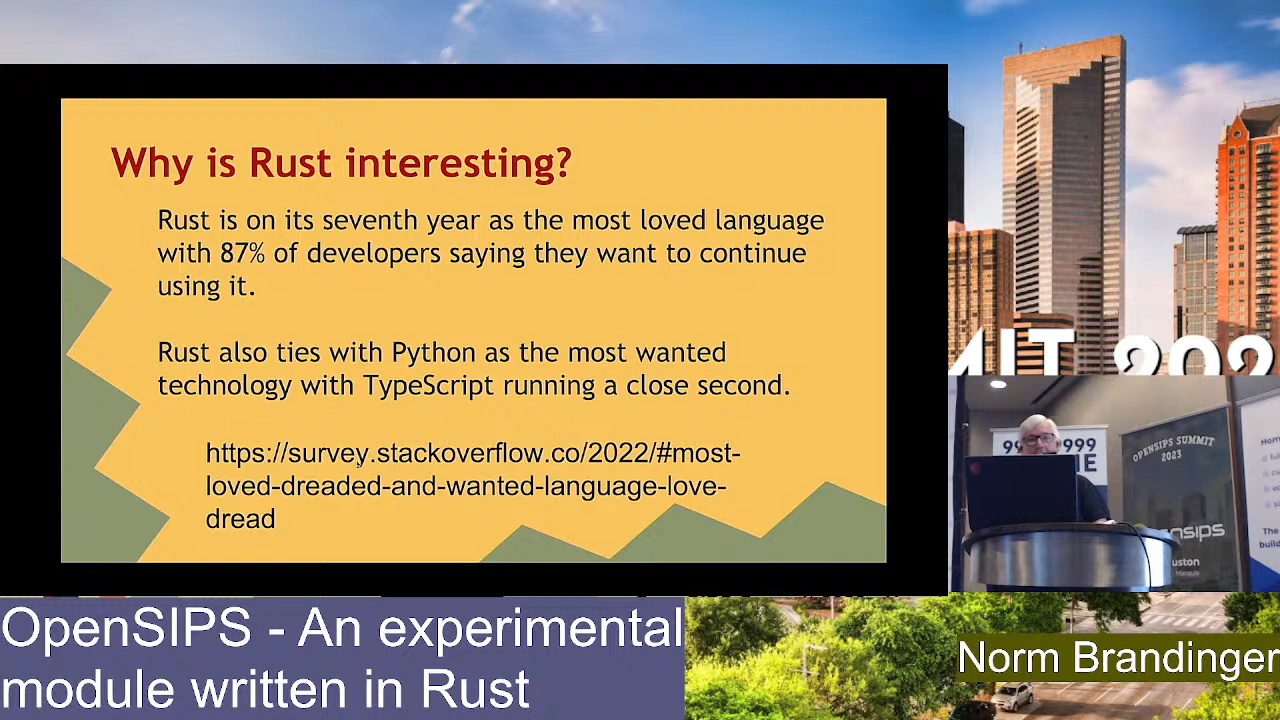 Why is Rust interesting?
Rust is on its seventh year as the most loved language
with 87% of developers saying they want to continue
using it.
Rust also ties with Python as the most wanted
technology with TypeScript running a close second.
https://survey.stackoverflow.co/2022/#most-
loved-dreaded-and-wanted-language-love-
dread
OPENSIPS SUMMIT
2023
OpenSIPS - An experimental
module written in Rust
Norm Brandinger